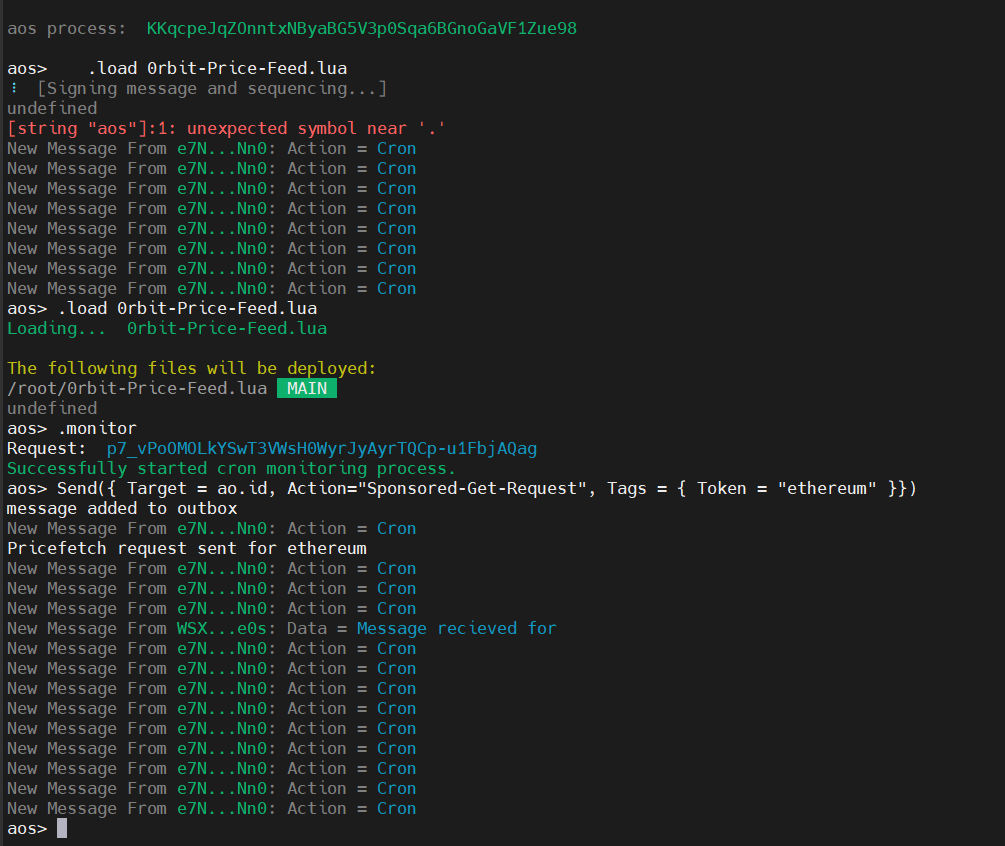 aos process:  KKqcpeJqZOnntxNByaBG5V3p0Sqa6BGnoGaVF1Zue98
aos>    .load 0rbit-Price-Feed.lua
⠇ [Signing message and sequencing...]
undefined
[string "aos"]:1: unexpected symbol near '.'
New Message From e7N...Nn0: Action = Cron
New Message From e7N...Nn0: Action = Cron
New Message From e7N...Nn0: Action = Cron
New Message From e7N...Nn0: Action = Cron
New Message From e7N...Nn0: Action = Cron
New Message From e7N...Nn0: Action = Cron
New Message From e7N...Nn0: Action = Cron
New Message From e7N...Nn0: Action = Cron
aos> .load 0rbit-Price-Feed.lua
Loading...  0rbit-Price-Feed.lua
The following files will be deployed:
/root/0rbit-Price-Feed.lua MAIN
undefined
aos> .monitor
Request:  p7_vPoOMOLkYSwT3VWsH0WyrJyAyrTQCp-u1FbjAQag
Successfully started cron monitoring process.
aos> Send({ Target = ao.id, Action="Sponsored-Get-Request", Tags = { Token = "ethereum" }})
message added to outbox
New Message From e7N...Nn0: Action = Cron
Pricefetch request sent for ethereum
New Message From e7N...Nn0: Action = Cron
New Message From e7N...Nn0: Action = Cron
New Message From e7N...Nn0: Action = Cron
New Message From WSX...e0s: Data = Message recieved for
New Message From e7N...Nn0: Action = Cron
New Message From e7N...Nn0: Action = Cron
New Message From e7N...Nn0: Action = Cron
New Message From e7N...Nn0: Action = Cron
New Message From e7N...Nn0: Action = Cron
New Message From e7N...Nn0: Action = Cron
New Message From e7N...Nn0: Action = Cron
New Message From e7N...Nn0: Action = Cron
New Message From e7N...Nn0: Action = Cron
aos>